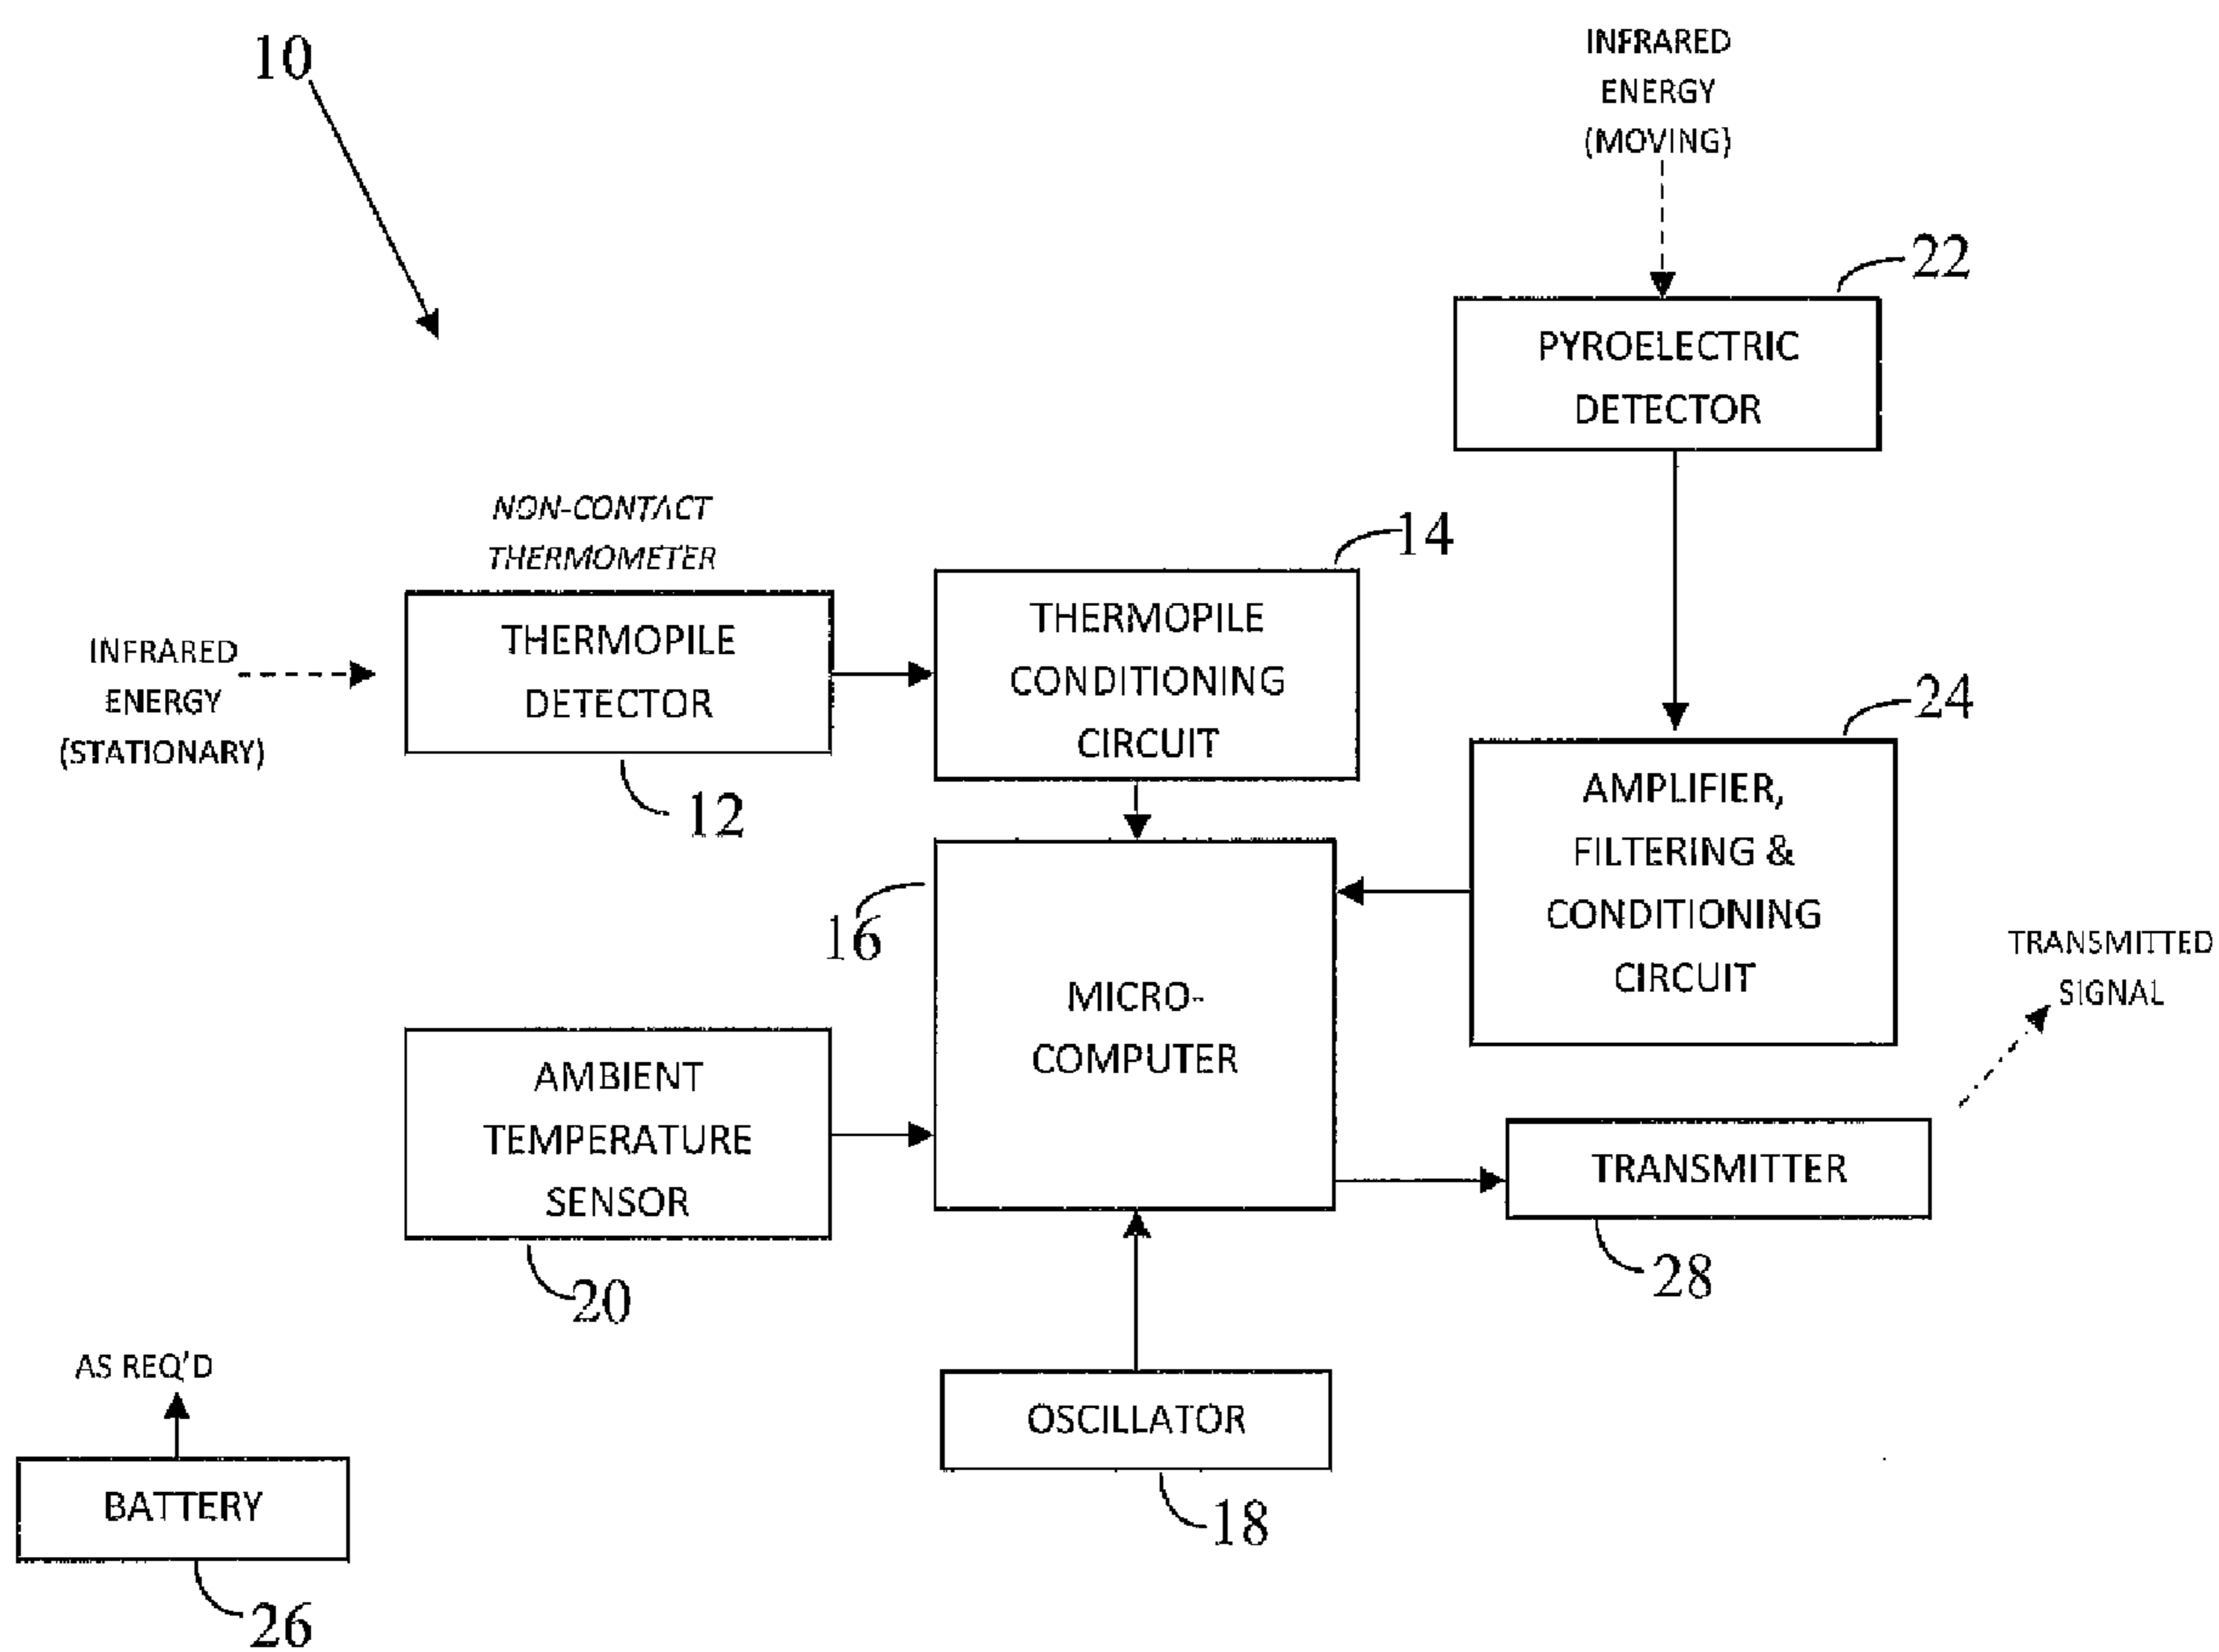 10
INFRARED
ENERGY
(MOVING)
22
PYROELECTRIC
DETECTOR
NON-CONTACT
THERMOMETER
14
INFRARED
ENERGY
(STATIONARY)
THERMOPILE
DETECTOR
12
THERMOPILE
CONDITIONING
CIRCUIT
24
AMPLIFIER,
FILTERING &
CONDITIONING
CIRCUIT
16
MICRO-
COMPUTER
TRANSMITTED
SIGNAL
AMBIENT
TEMPERATURE
SENSOR
20
TRANSMITTER
28
AS REQ'D
BATTERY
26
OSCILLATOR
18